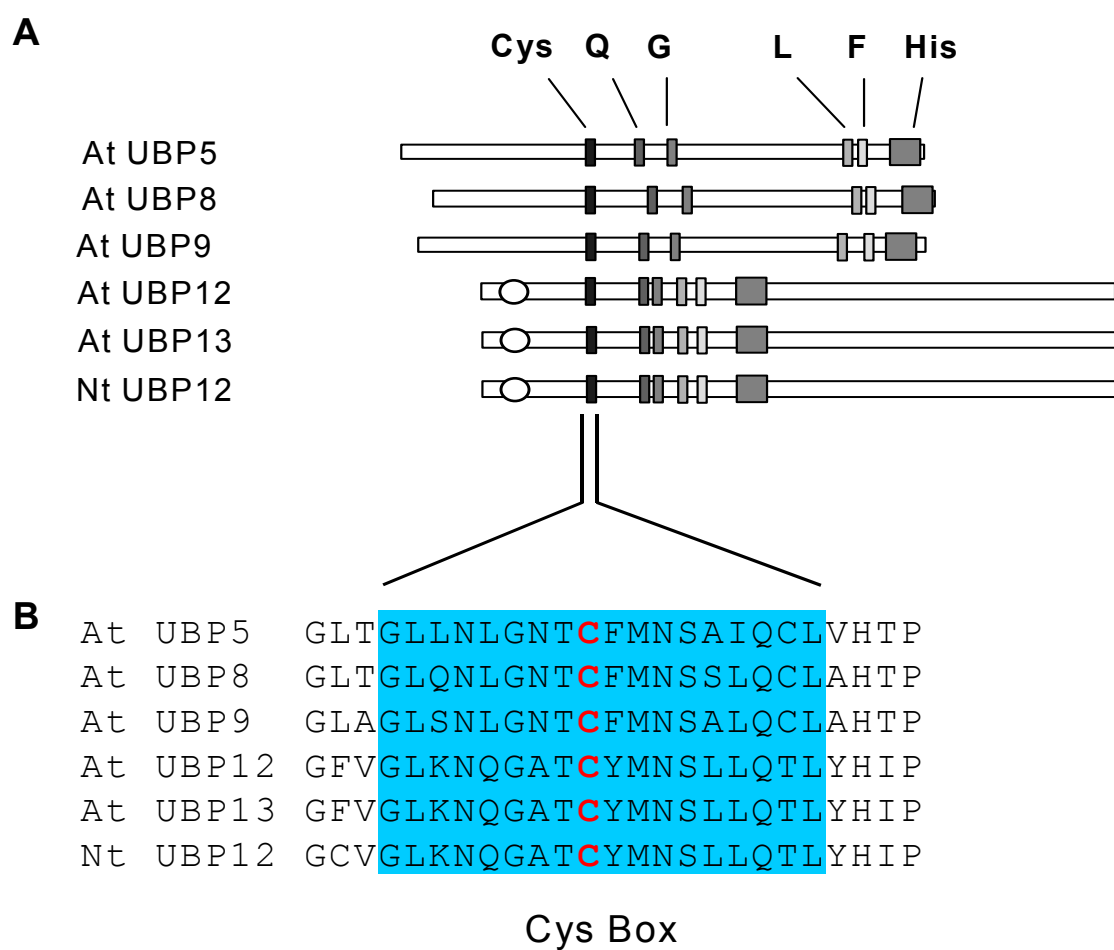 A
Cys Q G L F His
At UBP5
At UBP8
At UBP9
At UBP12
At UBP13
Nt UBP12
B
At UBP5 GLTGLLNLGNTCFMNSAIQCLVHTP
At UBP8 GLTGLQNLGNTCFMNSSLQCLAHTP
At UBP9 GLAGLSNLGNTCFMNSALQCLAHTP
At UBP12 GFVGLKNQGATCYMNSLLQTLYHIP
At UBP13 GFVGLKNQGATCYMNSLLQTLYHIP
Nt UBP12 GCVGLKNQGATCYMNSLLQTLYHIP
Cys Box